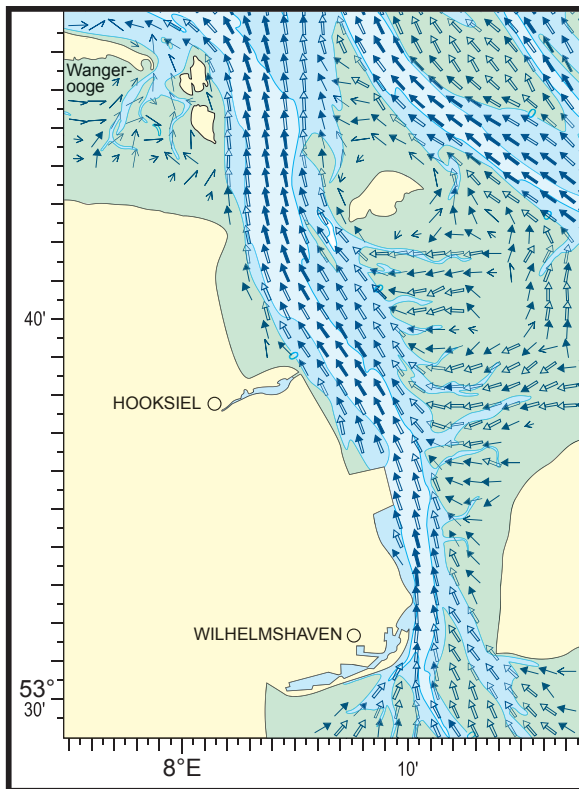 Wanger-
ooge
40'
HOOKSIEL
WILHELMSHAVEN
53°
30'
8°E
10'